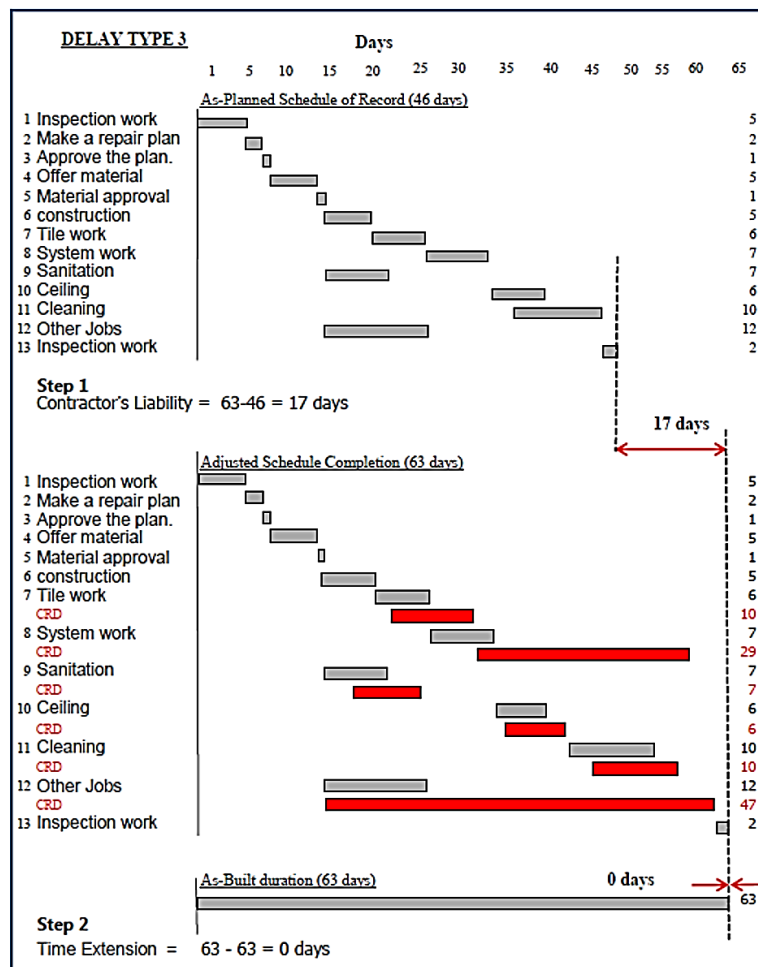 DELAY TYPE 3
Days
1 5 10 15 20 25 30 35 40 45 50 55 60 65
As-Planned Schedule of Record (46 days)
1 Inspection work 5
2 Make a repair plan 2
3 Approve the plan. 1
4 Offer material 5
5 Material approval 1
6 construction 5
7 Tile work 6
8 System work 7
9 Sanitation 7
10 Ceiling 6
11 Cleaning 10
12 Other Jobs 12
13 Inspection work 2
Step 1
Contractor's Liability = 63-46 = 17 days
17 days
Adjusted Schedule Completion (63 days)
1 Inspection work 5
2 Make a repair plan 2
3 Approve the plan. 1
4 Offer material 5
5 Material approval 1
6 construction 5
7 Tile work 6
CRD 10
8 System work 7
CRD 29
9 Sanitation 7
CRD 7
10 Ceiling 6
CRD 6
11 Cleaning 10
CRD 10
12 Other Jobs 12
CRD 47
13 Inspection work 2
As-Built duration (63 days)
0 days
63
Step 2
Time Extension = 63 - 63 = 0 days